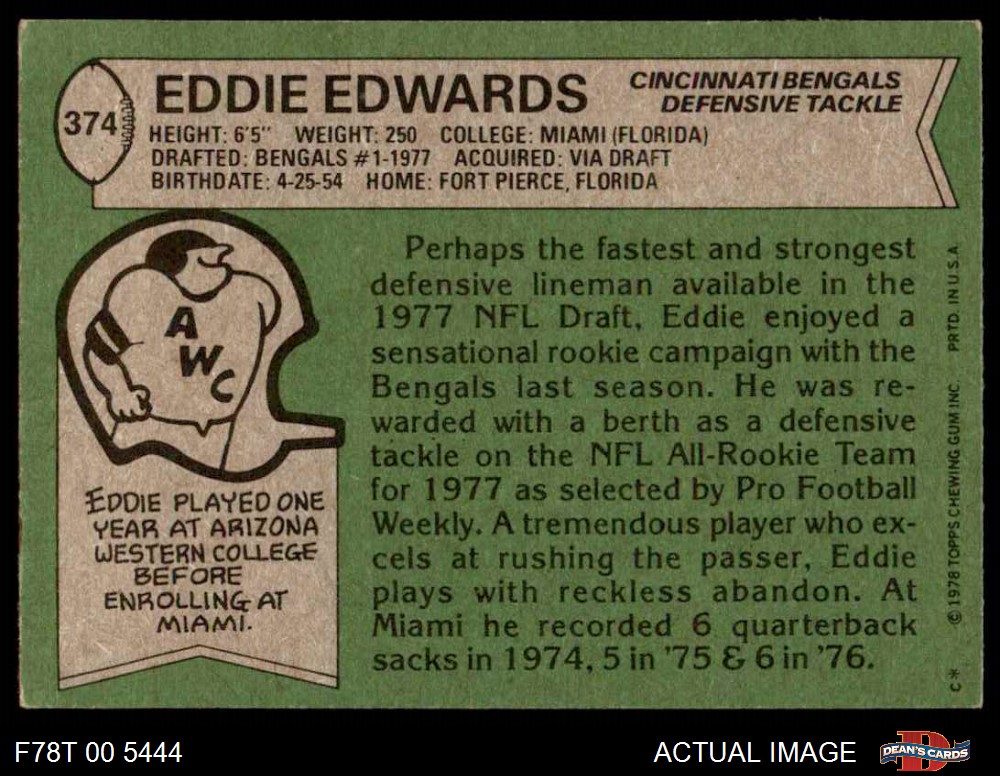 374
EDDIE EDWARDS
CINCINNATI BENGALS
DEFENSIVE TACKLE
HEIGHT: 6'5" WEIGHT: 250 COLLEGE: MIAMI (FLORIDA)
DRAFTED: BENGALS #1-1977 ACQUIRED: VIA DRAFT
BIRTHDATE: 4-25-54 HOME: FORT PIERCE, FLORIDA
A
W
C
EDDIE PLAYED ONE
YEAR AT ARIZONA
WESTERN COLLEGE
BEFORE
ENROLLING AT
MIAMI.
Perhaps the fastest and strongest
defensive lineman available in the
1977 NFL Draft, Eddie enjoyed a
sensational rookie campaign with the
Bengals last season. He was re-
warded with a berth as a defensive
tackle on the NFL All-Rookie Team
for 1977 as selected by Pro Football
Weekly. A tremendous player who ex-
cels at rushing the passer, Eddie
plays with reckless abandon. At
Miami he recorded 6 quarterback
sacks in 1974, 5 in '75 & 6 in '76.
C* © 1978 TOPPS CHEWING GUM INC. PRTD. IN U.S.A
F78T 00 5444
ACTUAL IMAGE
D
DEAN'S CARDS